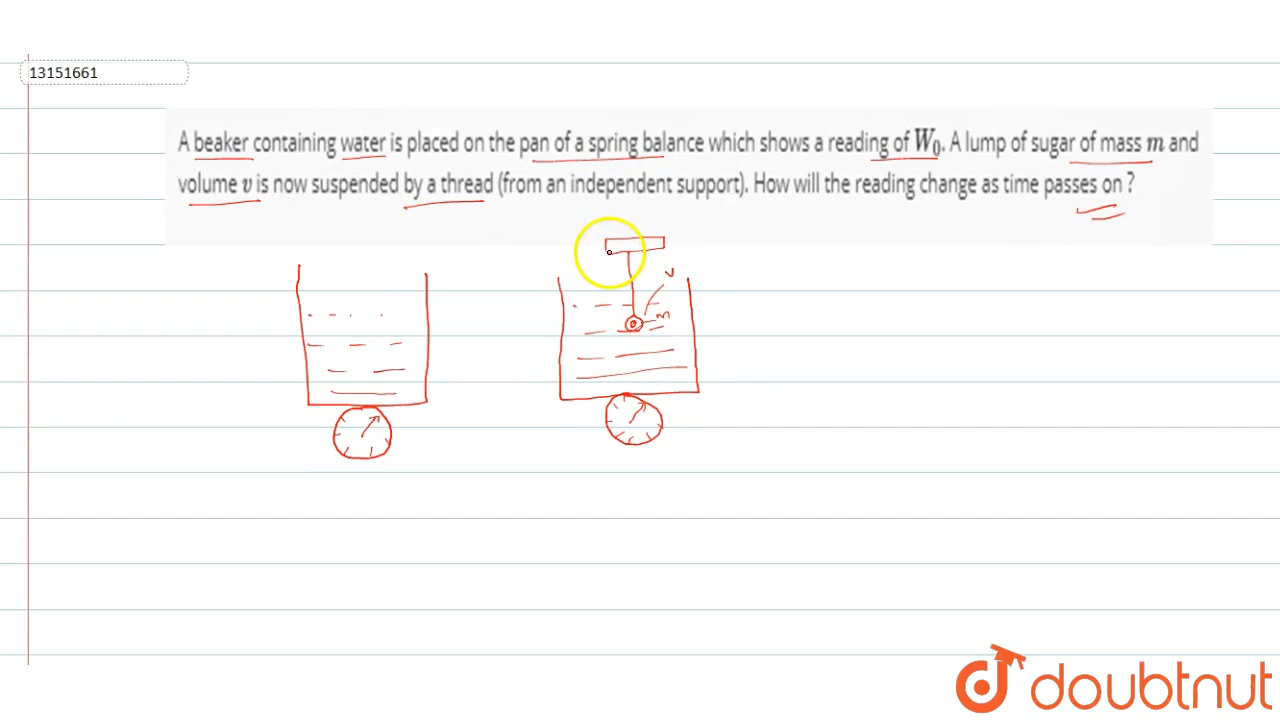 13151661
A beaker containing water is placed on the pan of a spring balance which shows a reading of W₀. A lump of sugar of mass m and
volume v is now suspended by a thread (from an independent support). How will the reading change as time passes on ?
v
m
doubtnut